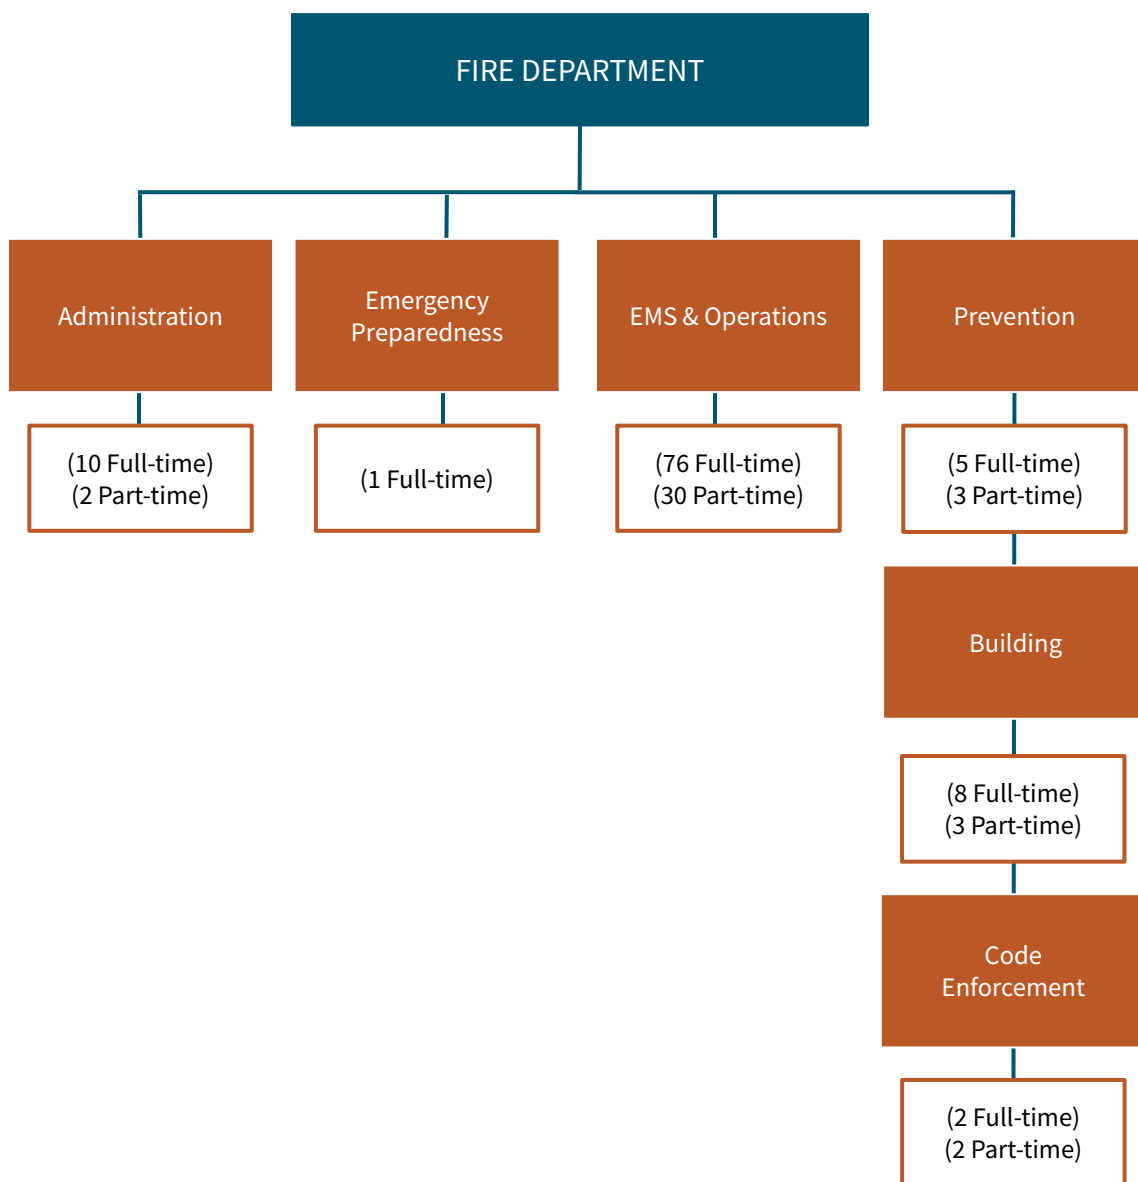 FIRE DEPARTMENT
Administration
Emergency
Preparedness
EMS & Operations
Prevention
(10 Full-time)
(2 Part-time)
(1 Full-time)
(76 Full-time)
(30 Part-time)
(5 Full-time)
(3 Part-time)
Building
(8 Full-time)
(3 Part-time)
Code
Enforcement
(2 Full-time)
(2 Part-time)